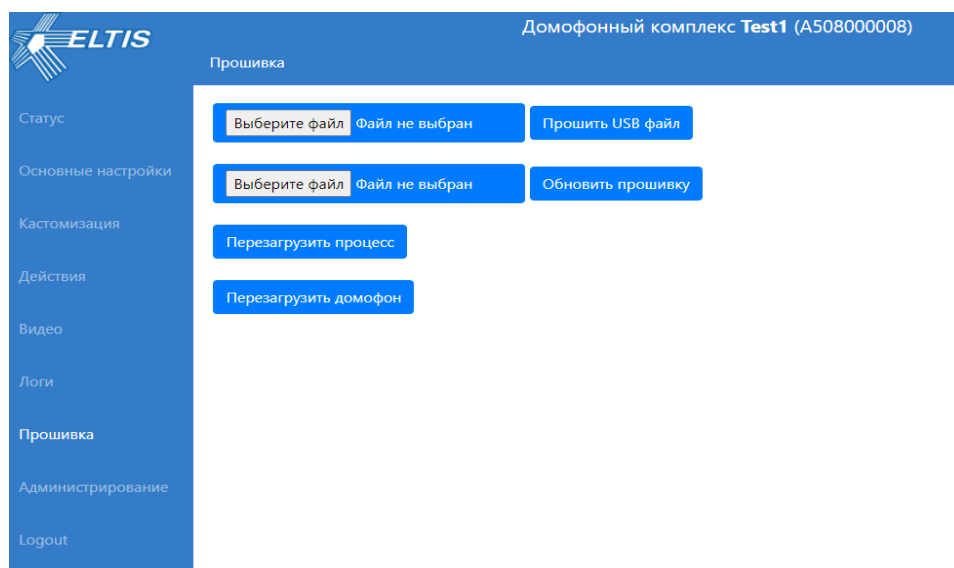 ELTIS
Домофонный комплекс Test1 (A508000008)
Прошивка
Статус
Основные настройки
Кастомизация
Действия
Видео
Логи
Прошивка
Администрирование
Logout
Выберите файл Файл не выбран Прошить USB файл
Выберите файл Файл не выбран Обновить прошивку
Перезагрузить процесс
Перезагрузить домофон